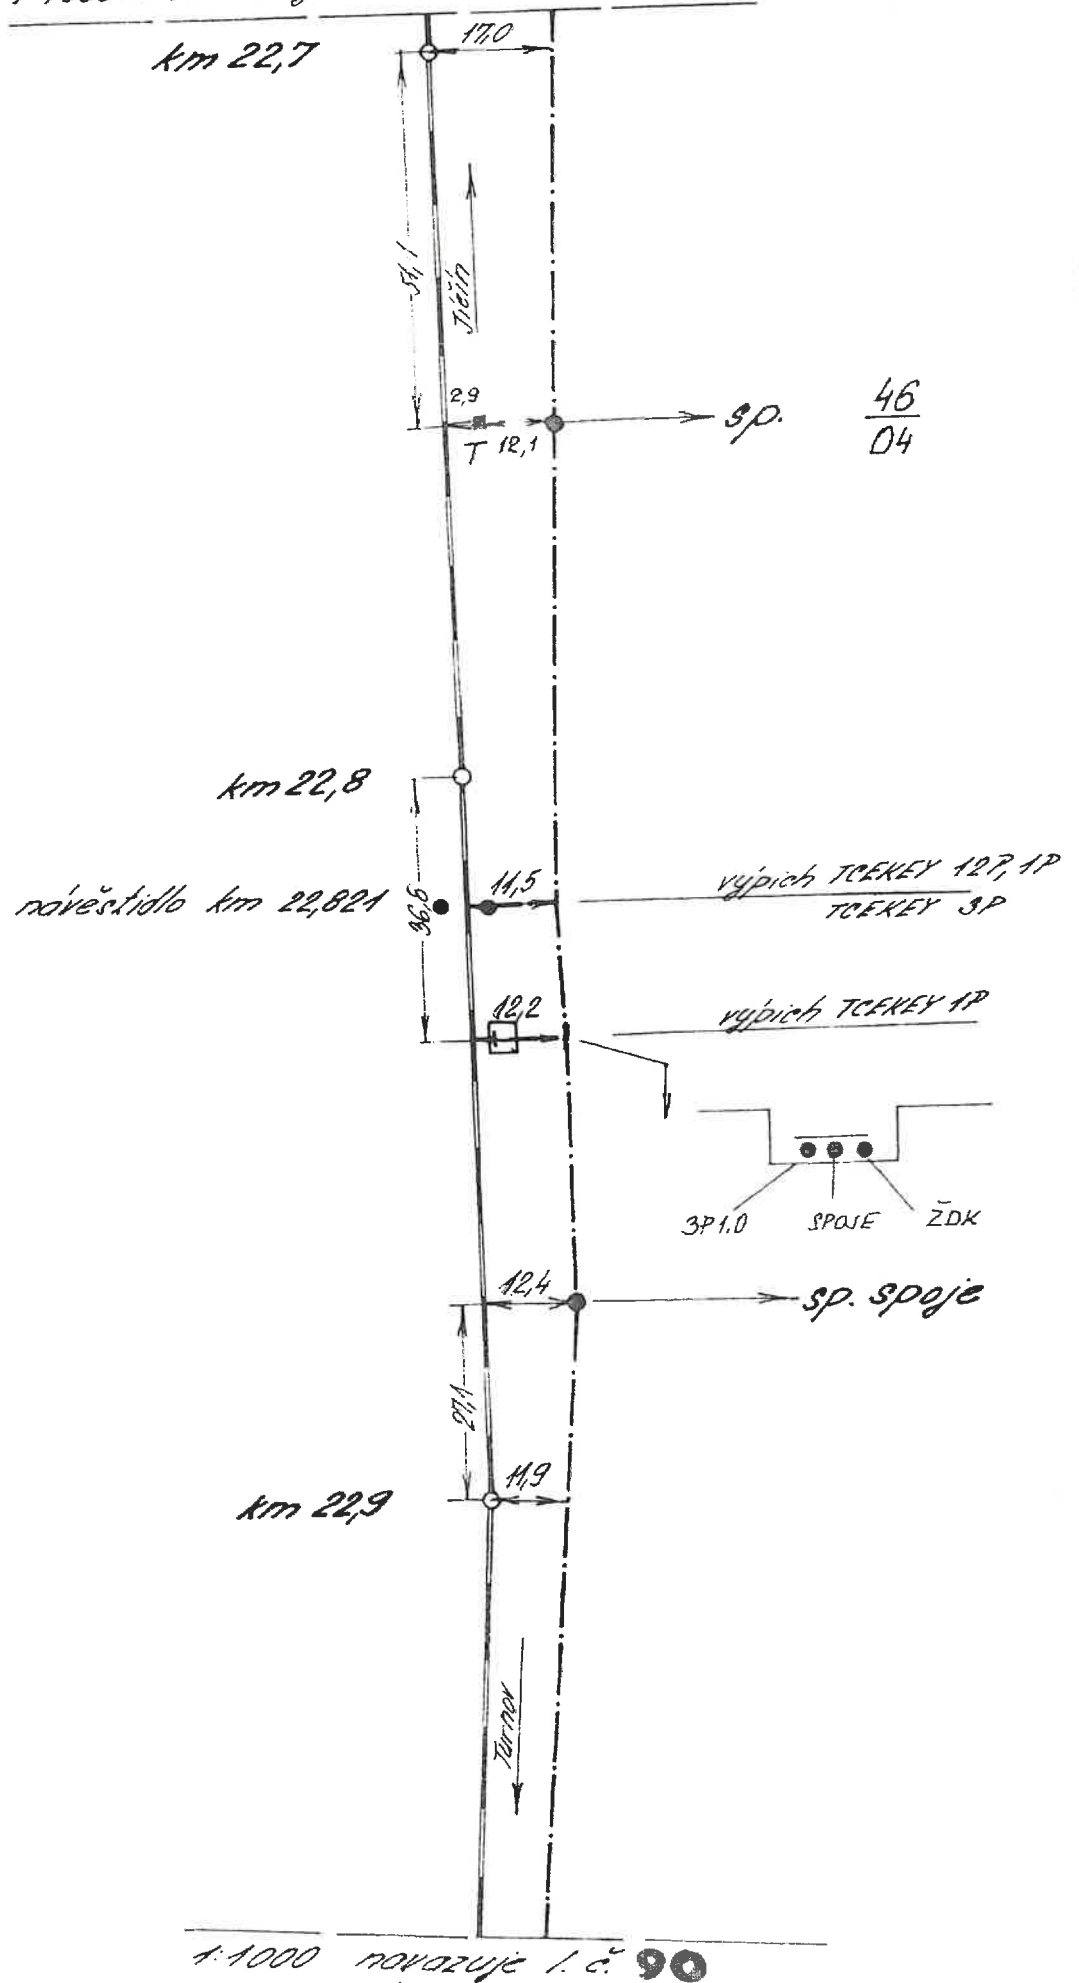 km 22,7
17,0
51,1
Jičín
2,9
T 12,1
sp.
46
D4
km 22,8
36,6
návěstidlo km 22,821
11,5
výpich TCEKEY 12P, 1P
TCEKEY 3P
12,2
výpich TCEKEY 1P
3P1.0 SPOJE ŽDK
12,4
sp. spoje
27,1
11,9
km 22,9
Turnov
1:1000 navazuje l. č. 90